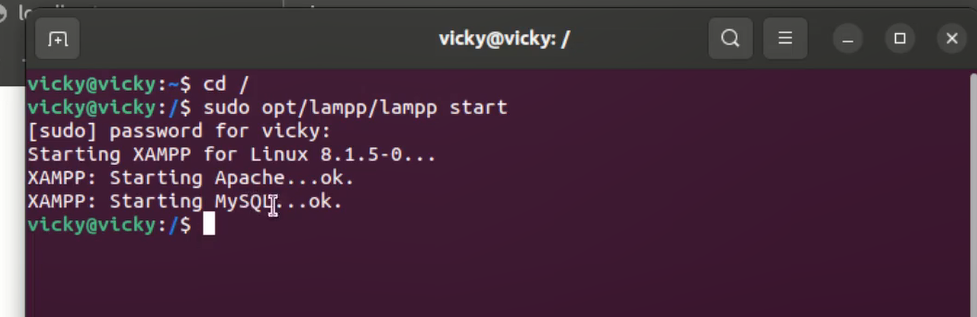 vicky@vicky: /
vicky@vicky:~$ cd /
vicky@vicky:/$ sudo opt/lampp/lampp start
[sudo] password for vicky:
Starting XAMPP for Linux 8.1.5-0...
XAMPP: Starting Apache...ok.
XAMPP: Starting MySQL...ok.
vicky@vicky:/$